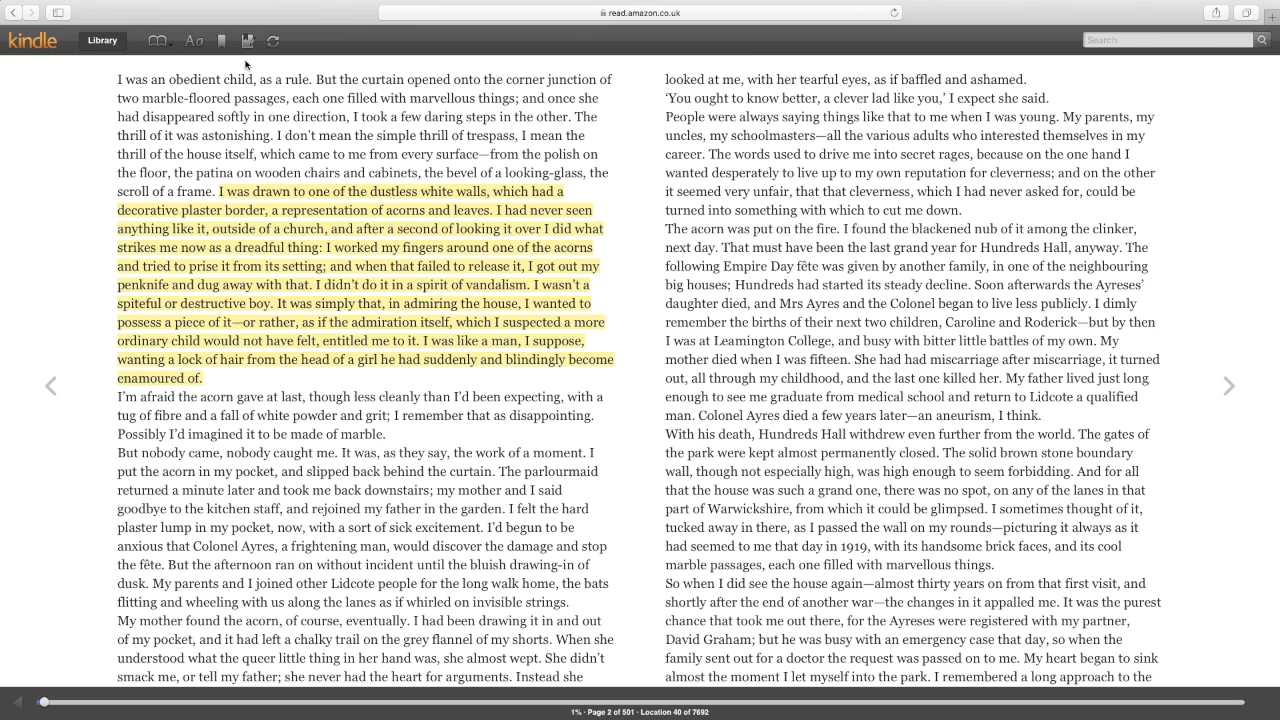 read.amazon.co.uk
kindle
Library
Aa
Search
I was an obedient child, as a rule. But the curtain opened onto the corner junction of
two marble-floored passages, each one filled with marvellous things; and once she
had disappeared softly in one direction, I took a few daring steps in the other. The
thrill of it was astonishing. I don’t mean the simple thrill of trespass, I mean the
thrill of the house itself, which came to me from every surface—from the polish on
the floor, the patina on wooden chairs and cabinets, the bevel of a looking-glass, the
scroll of a frame. I was drawn to one of the dustless white walls, which had a
decorative plaster border, a representation of acorns and leaves. I had never seen
anything like it, outside of a church, and after a second of looking it over I did what
strikes me now as a dreadful thing: I worked my fingers around one of the acorns
and tried to prise it from its setting; and when that failed to release it, I got out my
penknife and dug away with that. I didn’t do it in a spirit of vandalism. I wasn’t a
spiteful or destructive boy. It was simply that, in admiring the house, I wanted to
possess a piece of it—or rather, as if the admiration itself, which I suspected a more
ordinary child would not have felt, entitled me to it. I was like a man, I suppose,
wanting a lock of hair from the head of a girl he had suddenly and blindingly become
enamoured of.
I’m afraid the acorn gave at last, though less cleanly than I’d been expecting, with a
tug of fibre and a fall of white powder and grit; I remember that as disappointing.
Possibly I’d imagined it to be made of marble.
But nobody came, nobody caught me. It was, as they say, the work of a moment. I
put the acorn in my pocket, and slipped back behind the curtain. The parlourmaid
returned a minute later and took me back downstairs; my mother and I said
goodbye to the kitchen staff, and rejoined my father in the garden. I felt the hard
plaster lump in my pocket, now, with a sort of sick excitement. I’d begun to be
anxious that Colonel Ayres, a frightening man, would discover the damage and stop
the fête. But the afternoon ran on without incident until the bluish drawing-in of
dusk. My parents and I joined other Lidcote people for the long walk home, the bats
flitting and wheeling with us along the lanes as if whirled on invisible strings.
My mother found the acorn, of course, eventually. I had been drawing it in and out
of my pocket, and it had left a chalky trail on the grey flannel of my shorts. When she
understood what the queer little thing in her hand was, she almost wept. She didn’t
smack me, or tell my father; she never had the heart for arguments. Instead she
looked at me, with her tearful eyes, as if baffled and ashamed.
‘You ought to know better, a clever lad like you,’ I expect she said.
People were always saying things like that to me when I was young. My parents, my
uncles, my schoolmasters—all the various adults who interested themselves in my
career. The words used to drive me into secret rages, because on the one hand I
wanted desperately to live up to my own reputation for cleverness; and on the other
it seemed very unfair, that that cleverness, which I had never asked for, could be
turned into something with which to cut me down.
The acorn was put on the fire. I found the blackened nub of it among the clinker,
next day. That must have been the last grand year for Hundreds Hall, anyway. The
following Empire Day fête was given by another family, in one of the neighbouring
big houses; Hundreds had started its steady decline. Soon afterwards the Ayreses’
daughter died, and Mrs Ayres and the Colonel began to live less publicly. I dimly
remember the births of their next two children, Caroline and Roderick—but by then
I was at Leamington College, and busy with bitter little battles of my own. My
mother died when I was fifteen. She had had miscarriage after miscarriage, it turned
out, all through my childhood, and the last one killed her. My father lived just long
enough to see me graduate from medical school and return to Lidcote a qualified
man. Colonel Ayres died a few years later—an aneurism, I think.
With his death, Hundreds Hall withdrew even further from the world. The gates of
the park were kept almost permanently closed. The solid brown stone boundary
wall, though not especially high, was high enough to seem forbidding. And for all
that the house was such a grand one, there was no spot, on any of the lanes in that
part of Warwickshire, from which it could be glimpsed. I sometimes thought of it,
tucked away in there, as I passed the wall on my rounds—picturing it always as it
had seemed to me that day in 1919, with its handsome brick faces, and its cool
marble passages, each one filled with marvellous things.
So when I did see the house again—almost thirty years on from that first visit, and
shortly after the end of another war—the changes in it appalled me. It was the purest
chance that took me out there, for the Ayreses were registered with my partner,
David Graham; but he was busy with an emergency case that day, so when the
family sent out for a doctor the request was passed on to me. My heart began to sink
almost the moment I let myself into the park. I remembered a long approach to the
1% · Page 2 of 501 · Location 40 of 7692